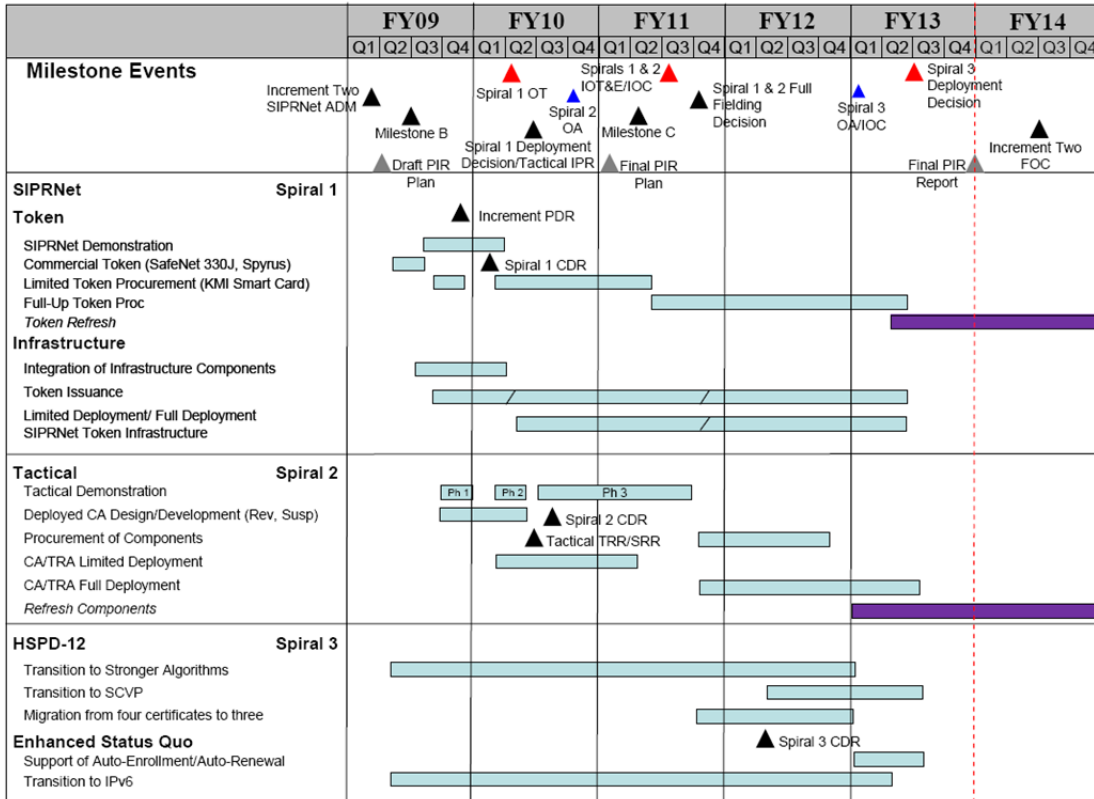 FY09 FY10 FY11 FY12 FY13 FY14
Q1 Q2 Q3 Q4 Q1 Q2 Q3 Q4 Q1 Q2 Q3 Q4 Q1 Q2 Q3 Q4 Q1 Q2 Q3 Q4 Q1 Q2 Q3 Q4
Milestone Events
Increment Two
SIPRNet ADM
Milestone B
Draft PIR
Plan
Spiral 1 OT
Spiral 2
OA
Spiral 1 Deployment
Decision/Tactical IPR
Spirals 1 & 2
IOT&E/IOC
Milestone C
Final PIR
Plan
Spiral 1 & 2 Full
Fielding
Decision
Spiral 3
OA/IOC
Spiral 3
Deployment
Decision
Final PIR
Report
Increment Two
FOC
SIPRNet Spiral 1
Token
Increment PDR
SIPRNet Demonstration
Commercial Token (SafeNet 330J, Spyrus)
Spiral 1 CDR
Limited Token Procurement (KMI Smart Card)
Full-Up Token Proc
Token Refresh
Infrastructure
Integration of Infrastructure Components
Token Issuance
Limited Deployment/ Full Deployment
SIPRNet Token Infrastructure
Tactical Spiral 2
Tactical Demonstration
Ph 1 Ph 2 Ph 3
Deployed CA Design/Development (Rev, Susp)
Spiral 2 CDR
Procurement of Components
Tactical TRR/SRR
CA/TRA Limited Deployment
CA/TRA Full Deployment
Refresh Components
HSPD-12 Spiral 3
Transition to Stronger Algorithms
Transition to SCVP
Migration from four certificates to three
Enhanced Status Quo
Spiral 3 CDR
Support of Auto-Enrollment/Auto-Renewal
Transition to IPv6